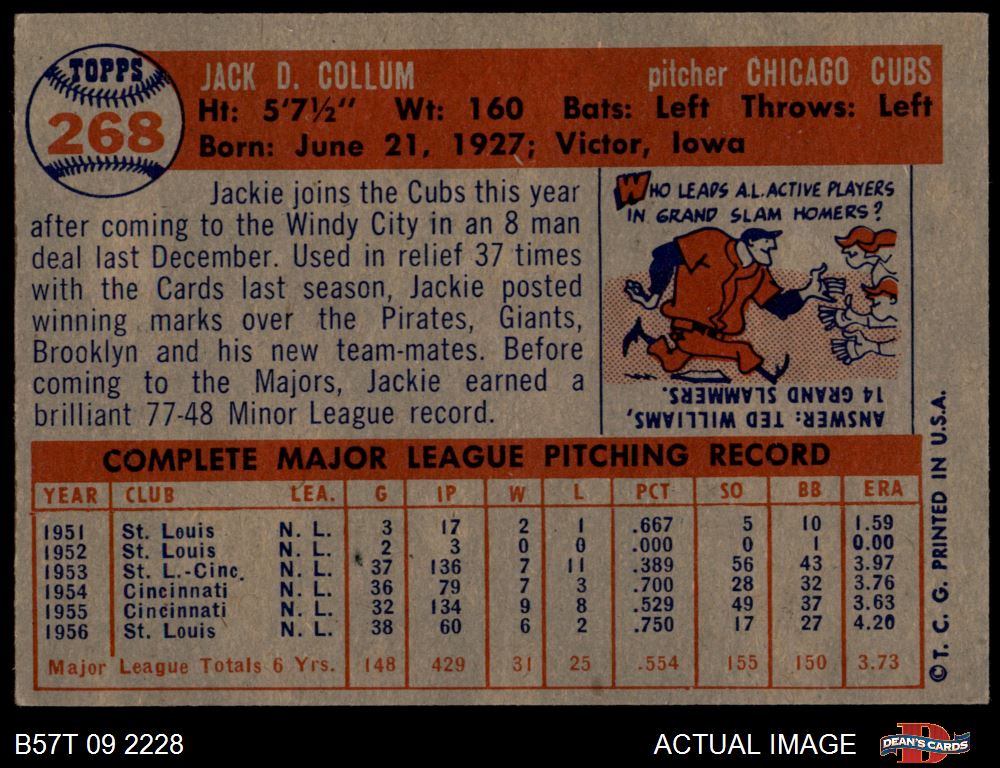 TOPPS
268
JACK D. COLLUM pitcher CHICAGO CUBS
Ht: 5'7½" Wt: 160 Bats: Left Throws: Left
Born: June 21, 1927; Victor, Iowa
Jackie joins the Cubs this year
after coming to the Windy City in an 8 man
deal last December. Used in relief 37 times
with the Cards last season, Jackie posted
winning marks over the Pirates, Giants,
Brooklyn and his new team-mates. Before
coming to the Majors, Jackie earned a
brilliant 77-48 Minor League record.
WHO LEADS A.L. ACTIVE PLAYERS
IN GRAND SLAM HOMERS?
ANSWER: TED WILLIAMS,
14 GRAND SLAMMERS.
COMPLETE MAJOR LEAGUE PITCHING RECORD
YEAR CLUB LEA. G IP W L PCT SO BB ERA
1951 St. Louis N. L. 3 17 2 1 .667 5 10 1.59
1952 St. Louis N. L. 2 3 0 0 .000 0 1 0.00
1953 St. L.-Cinc. N. L. 37 136 7 11 .389 56 43 3.97
1954 Cincinnati N. L. 36 79 7 3 .700 28 32 3.76
1955 Cincinnati N. L. 32 134 9 8 .529 49 37 3.63
1956 St. Louis N. L. 38 60 6 2 .750 17 27 4.20
Major League Totals 6 Yrs. 148 429 31 25 .554 155 150 3.73
© T. C. G. PRINTED IN U.S.A.
B57T 09 2228
ACTUAL IMAGE
DEAN'S CARDS